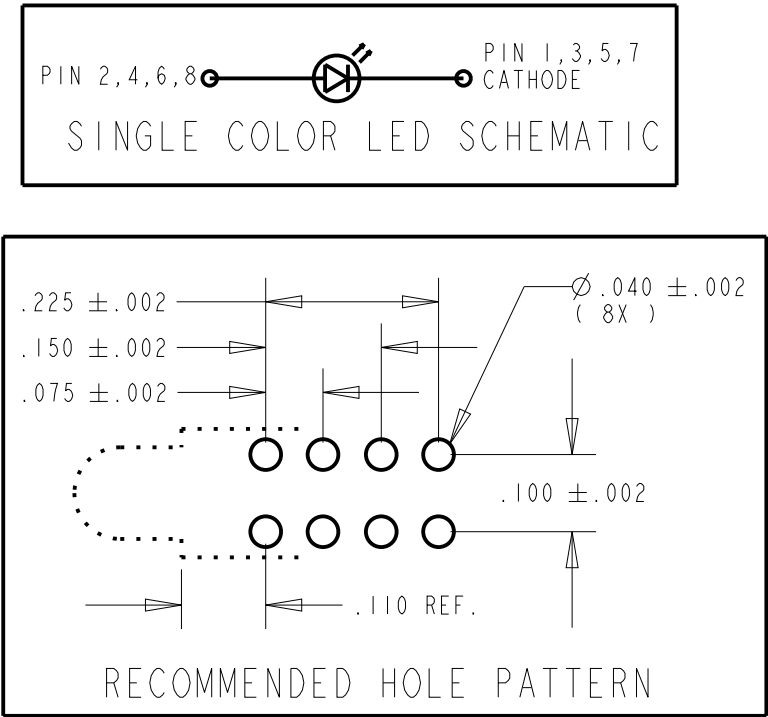 PIN 2,4,6,8
PIN 1,3,5,7
CATHODE
SINGLE COLOR LED SCHEMATIC
.225 ±.002
.150 ±.002
.075 ±.002
Ø .040 ±.002
( 8X )
.100 ±.002
.110 REF.
RECOMMENDED HOLE PATTERN